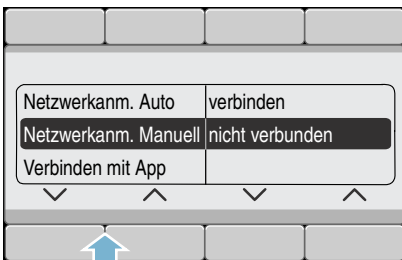 Netzwerkanm. Auto verbinden
Netzwerkanm. Manuell nicht verbunden
Verbinden mit App